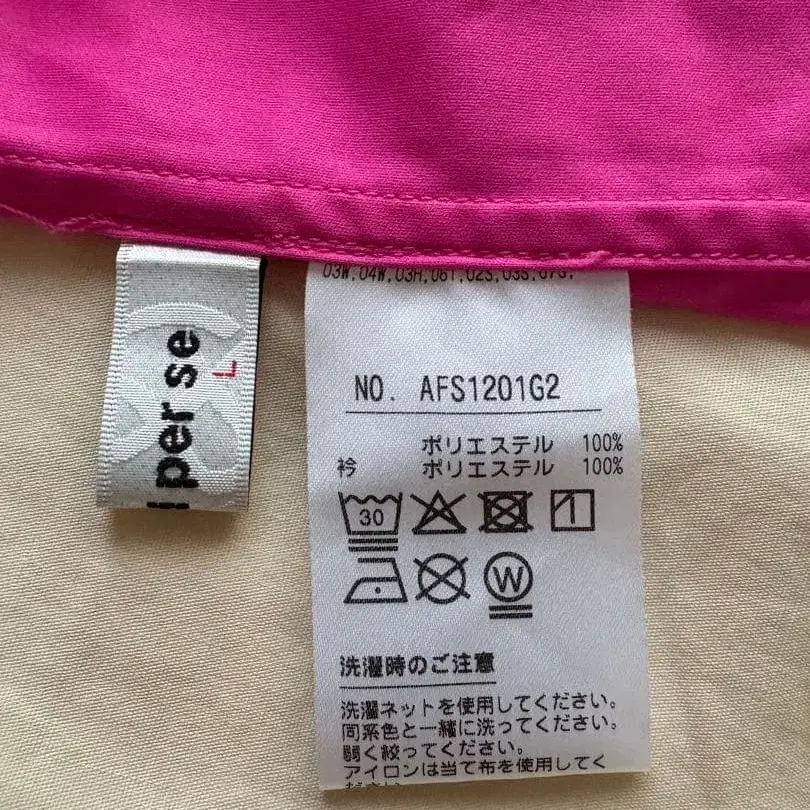 per se
L
03W,04W,03H,06T,02S,03S,07G.
NO. AFS1201G2
ポリエステル 100%
衿 ポリエステル 100%
30
W
洗濯時のご注意
洗濯ネットを使用してください。
同系色と一緒に洗ってください。
弱く絞ってください。
アイロンは当て布を使用してく